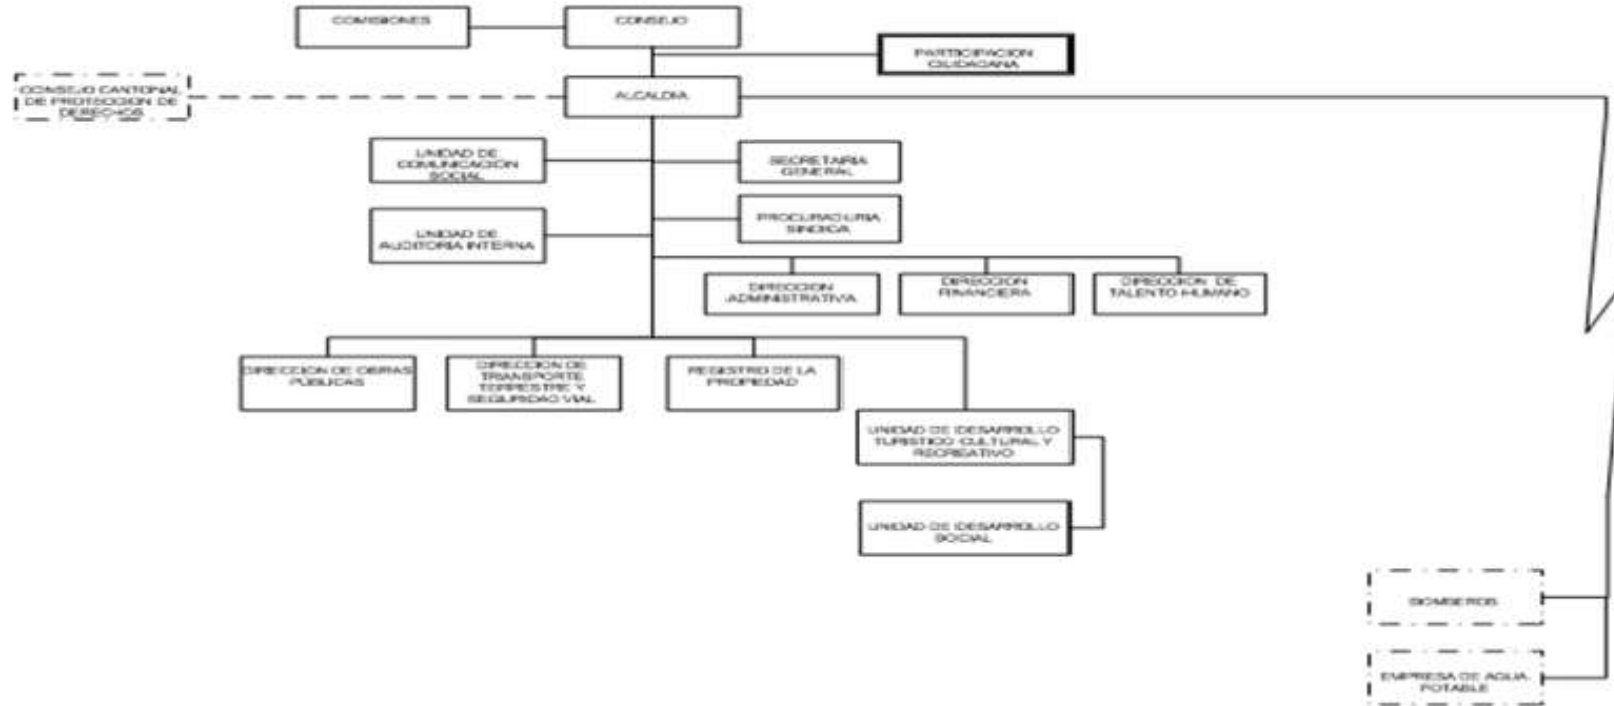 COMISIONES
CONSEJO
PARTICIPACION
CIUDADANA
CONSEJO CANTONAL
DE PROTECCION DE
DERECHOS
ALCALDIA
UNIDAD DE
COMUNICACIÓN
SOCIAL
SECRETARIA
GENERAL
PROCURADURIA
SINDICA
UNIDAD DE
AUDITORIA INTERNA
DIRECCION
ADMINISTRATIVA
DIRECCION
FINANCIERA
DIRECCION DE
TALENTO HUMANO
DIRECCION DE OBRAS
PÚBLICAS
DIRECCION DE
TRANSPORTE
TERRESTRE Y
SEGURIDAD VIAL
REGISTRO DE LA
PROPIEDAD
UNIDAD DE DESARROLLO
TURISTICO CULTURAL Y
RECREATIVO
UNIDAD DE DESARROLLO
SOCIAL
BOMBEROS
EMPRESA DE AGUA
POTABLE